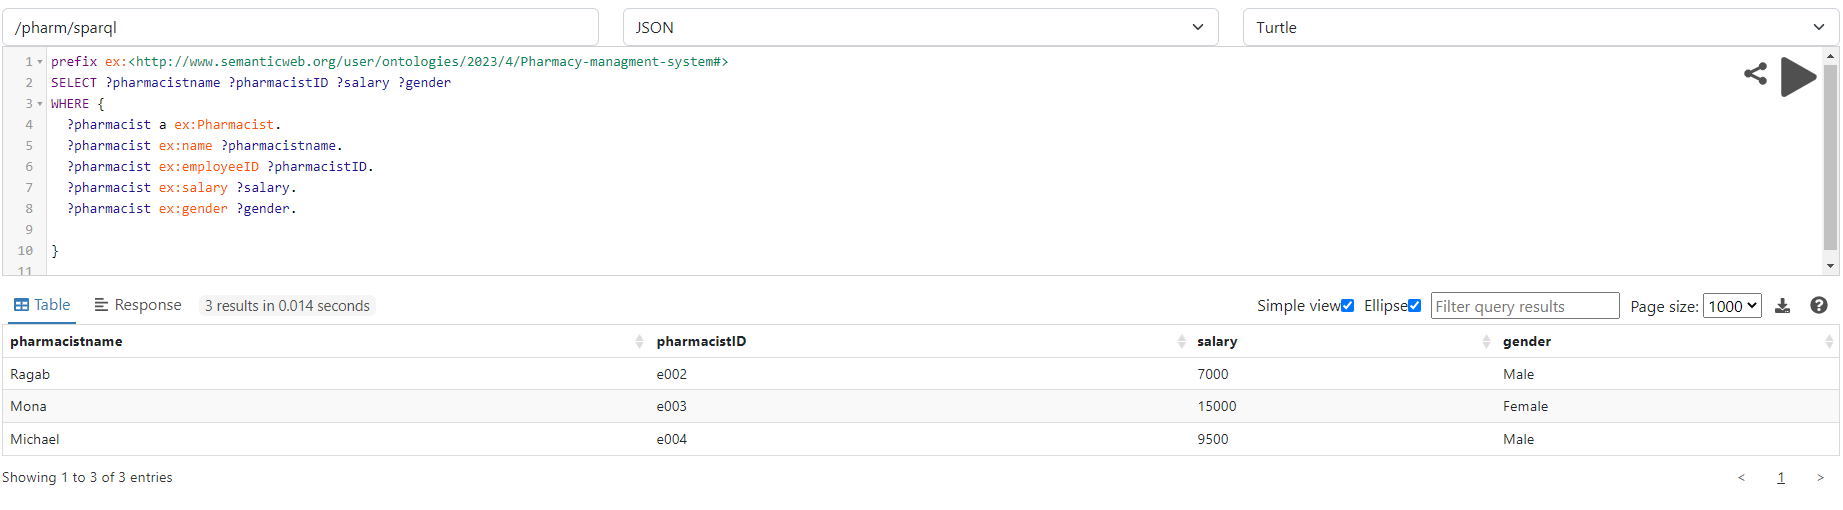 /pharm/sparql JSON Turtle
1 prefix ex:<http://www.semanticweb.org/user/ontologies/2023/4/Pharmacy-managment-system#>
2 SELECT ?pharmacistname ?pharmacistID ?salary ?gender
3 WHERE {
4 ?pharmacist a ex:Pharmacist.
5 ?pharmacist ex:name ?pharmacistname.
6 ?pharmacist ex:employeeID ?pharmacistID.
7 ?pharmacist ex:salary ?salary.
8 ?pharmacist ex:gender ?gender.
9
10 }
11
Table Response 3 results in 0.014 seconds Simple view Ellipse Filter query results Page size: 1000
pharmacistname pharmacistID salary gender
Ragab e002 7000 Male
Mona e003 15000 Female
Michael e004 9500 Male
Showing 1 to 3 of 3 entries < 1 >